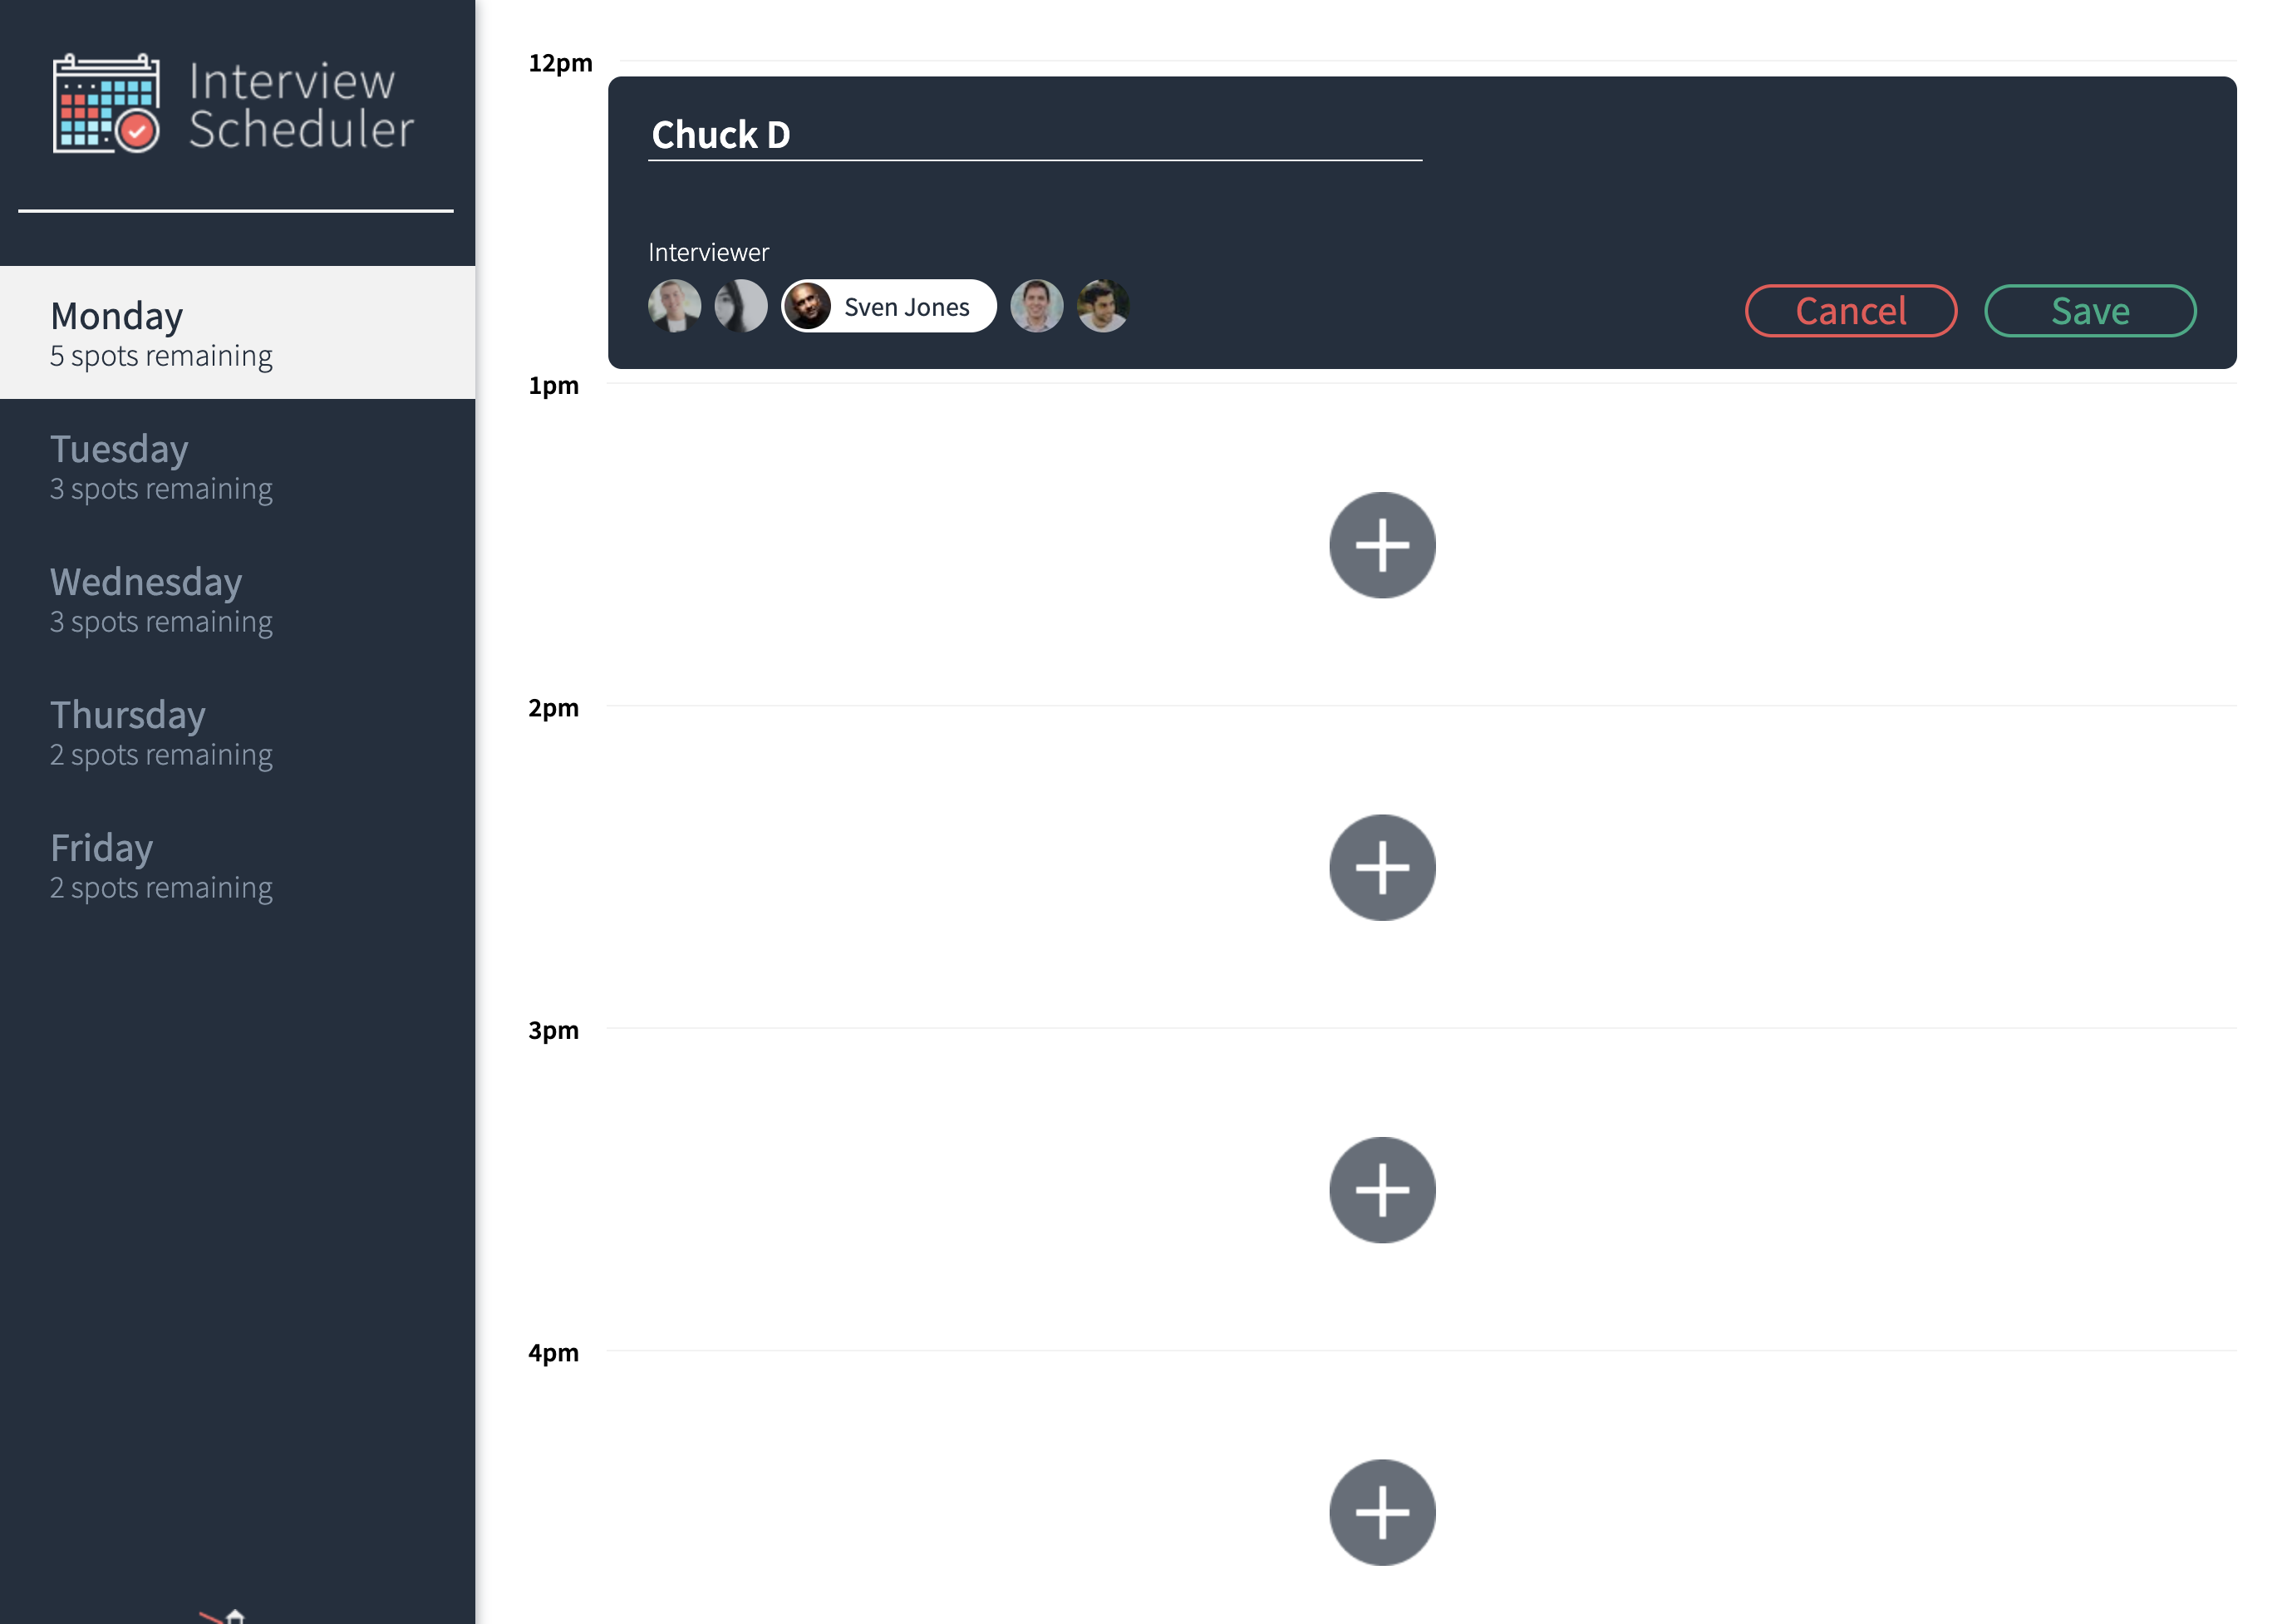 Interview
Scheduler
Monday
5 spots remaining
Tuesday
3 spots remaining
Wednesday
3 spots remaining
Thursday
2 spots remaining
Friday
2 spots remaining
12pm
Chuck D
Interviewer
Sven Jones
Cancel
Save
1pm
2pm
3pm
4pm